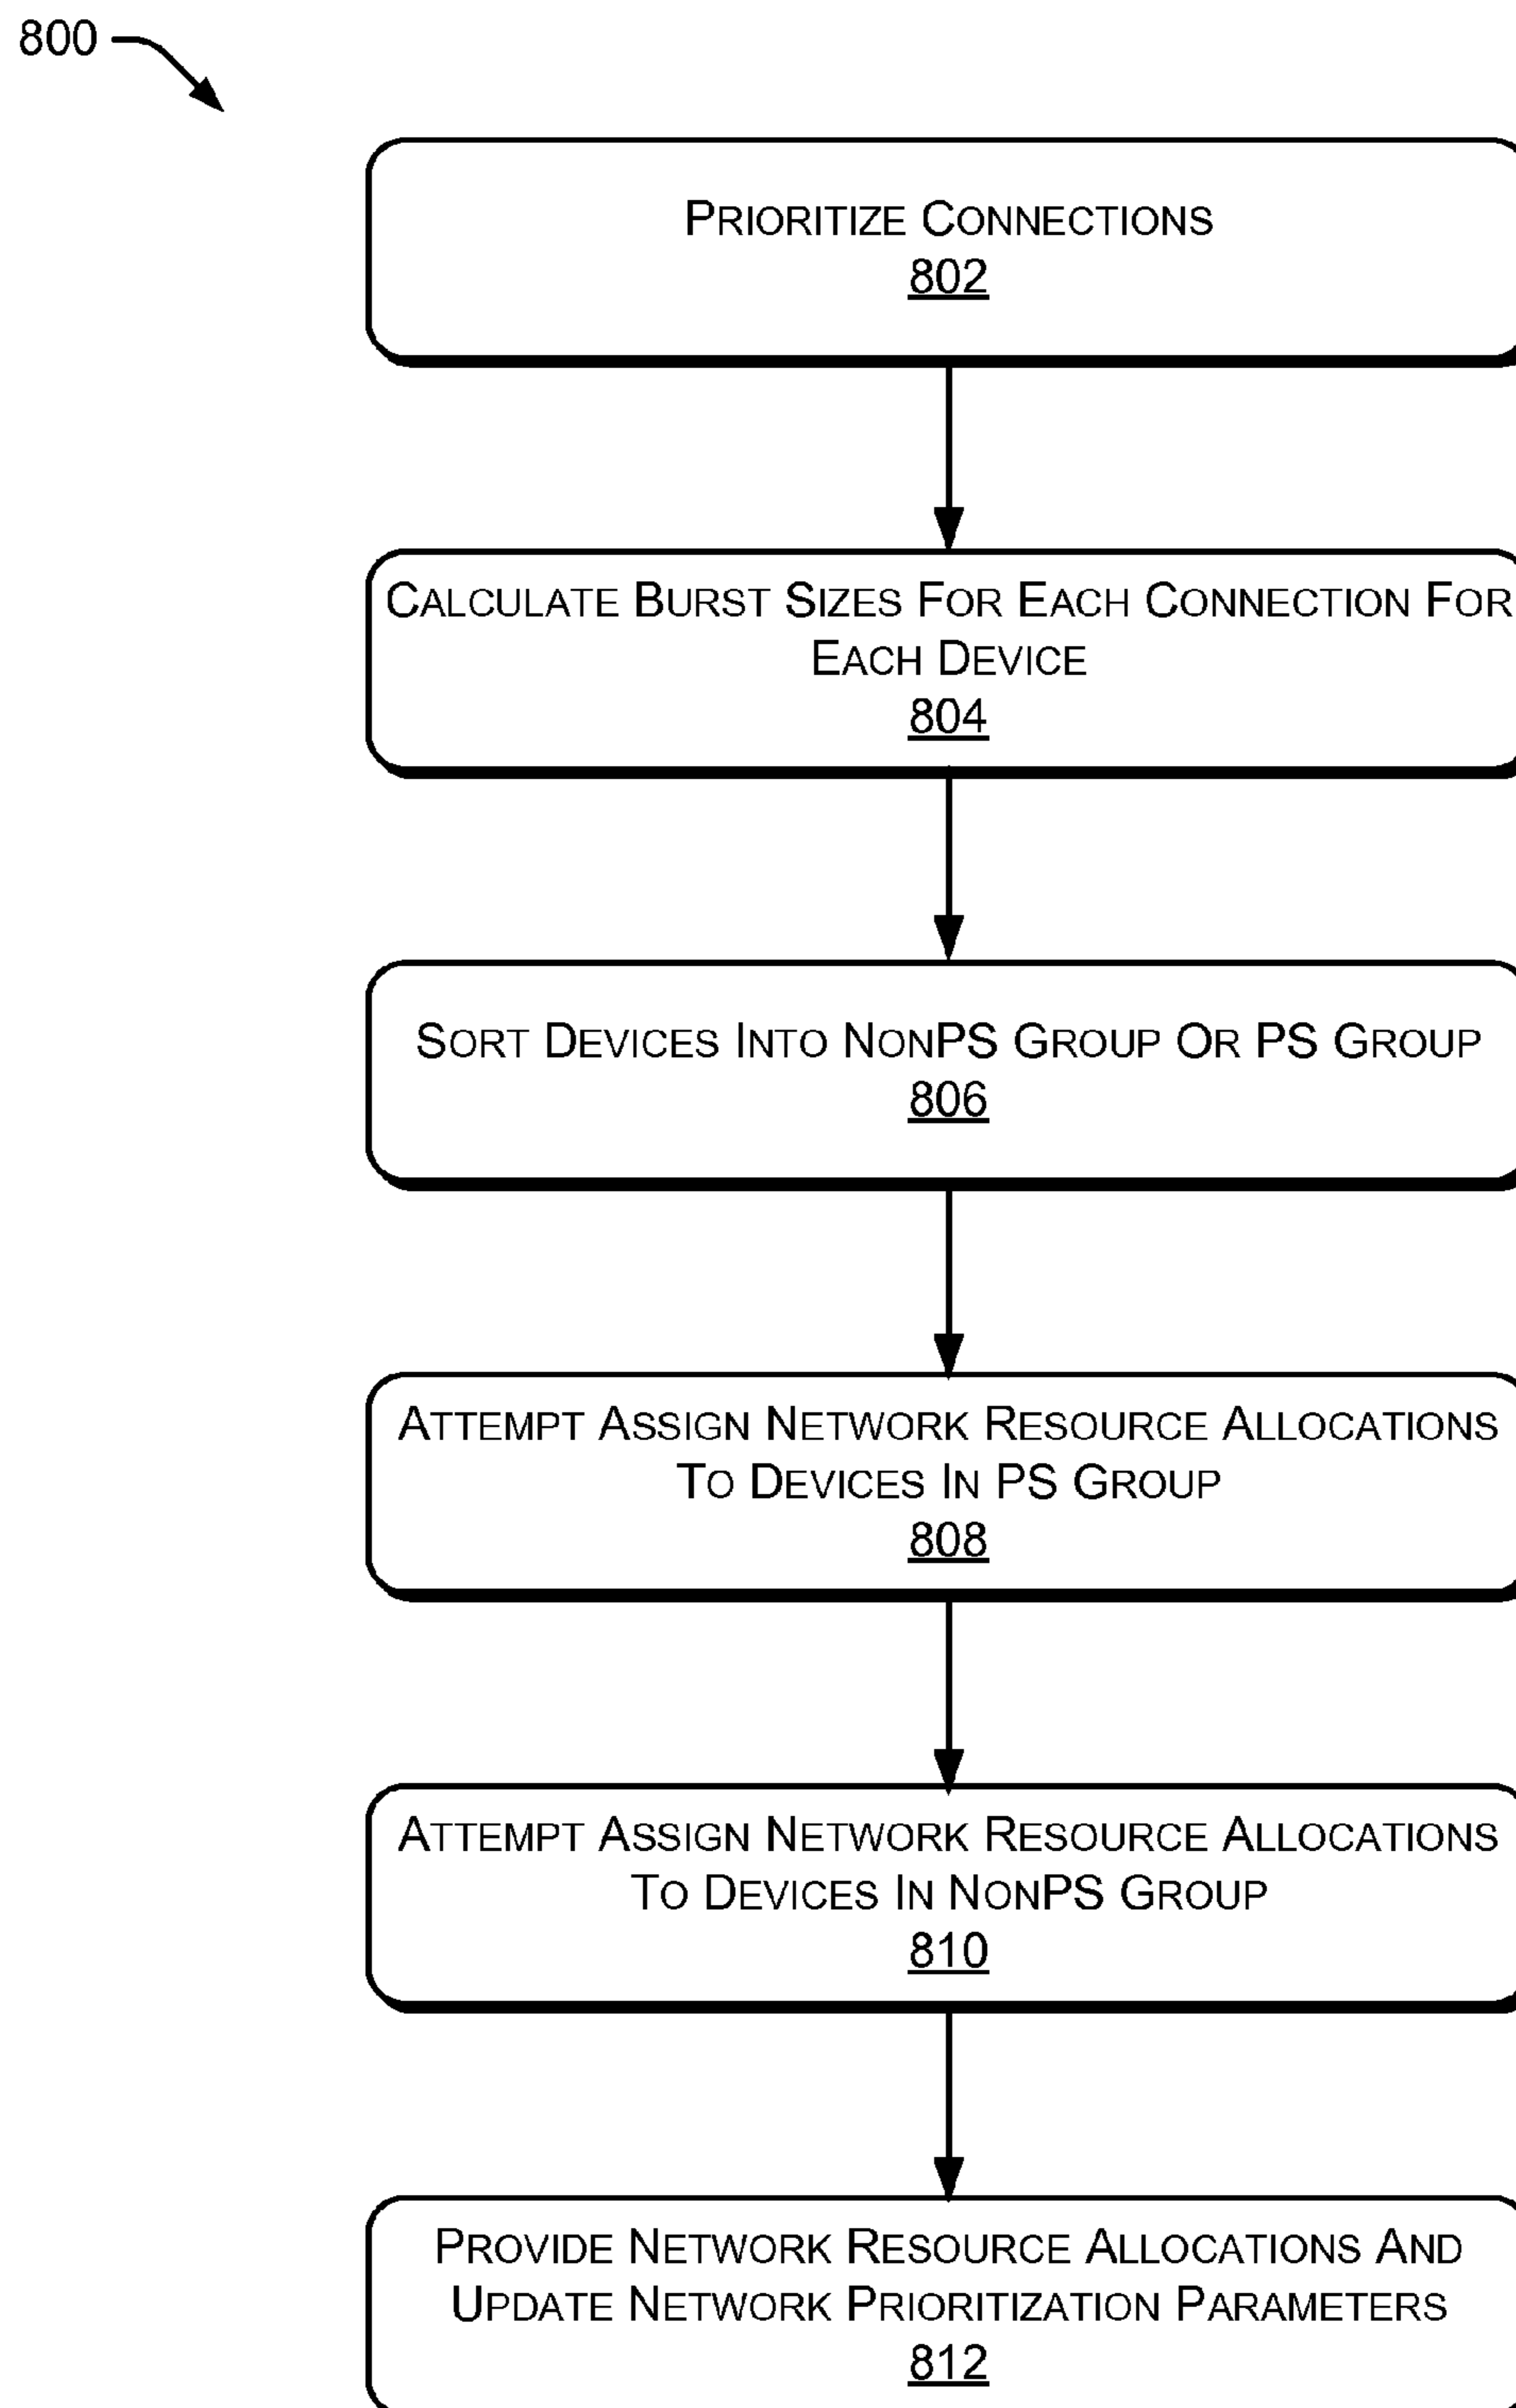 800
PRIORITIZE CONNECTIONS
802
CALCULATE BURST SIZES FOR EACH CONNECTION FOR
EACH DEVICE
804
SORT DEVICES INTO NONPS GROUP OR PS GROUP
806
ATTEMPT ASSIGN NETWORK RESOURCE ALLOCATIONS
TO DEVICES IN PS GROUP
808
ATTEMPT ASSIGN NETWORK RESOURCE ALLOCATIONS
TO DEVICES IN NONPS GROUP
810
PROVIDE NETWORK RESOURCE ALLOCATIONS AND
UPDATE NETWORK PRIORITIZATION PARAMETERS
812